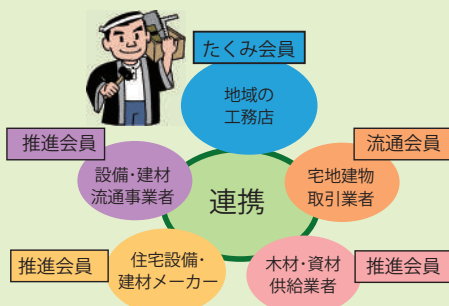 たくみ会員
地域の
工務店
推進会員
設備・建材
流通事業者
流通会員
宅地建物
取引業者
連携
推進会員
住宅設備・
建材メーカー
木材・資材
供給業者
推進会員